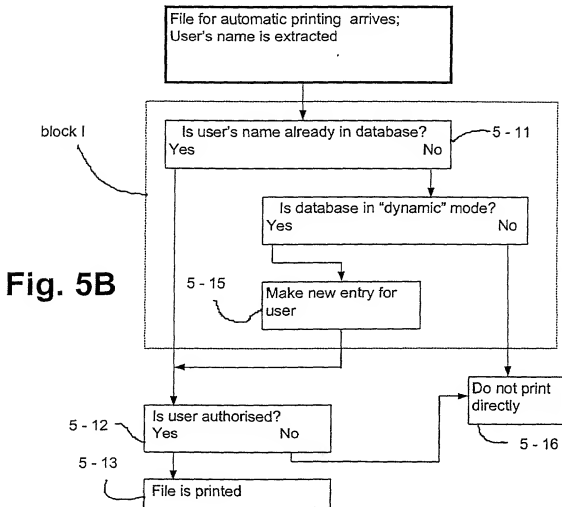 File for automatic printing arrives;
User's name is extracted
block I
Is user's name already in database?
Yes No
5 - 11
Is database in "dynamic" mode?
Yes No
Fig. 5B
5 - 15
Make new entry for
user
Do not print
directly
5 - 16
5 - 12
Is user authorised?
Yes No
5 - 13
File is printed